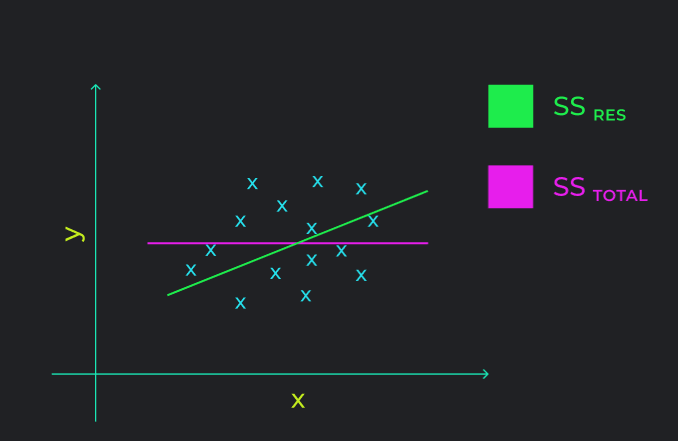 SS RES
SS TOTAL
y
x